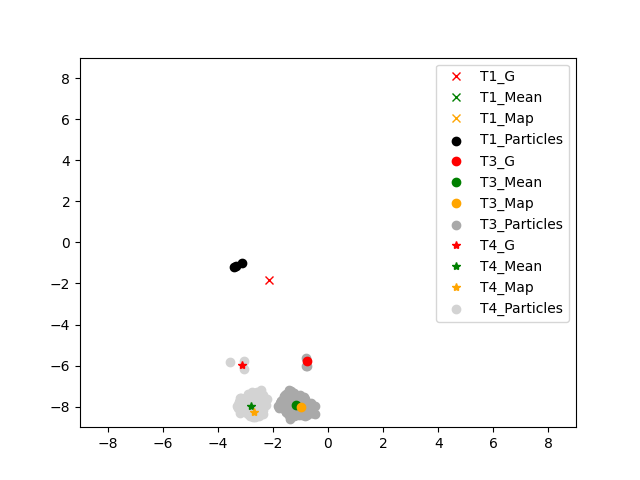 8
6
4
2
0
−2
−4
−6
−8
−8 −6 −4 −2 0 2 4 6 8
T1_G
T1_Mean
T1_Map
T1_Particles
T3_G
T3_Mean
T3_Map
T3_Particles
T4_G
T4_Mean
T4_Map
T4_Particles